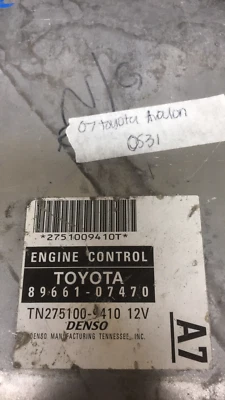 N/G
07 toyota Avalon
0531
*2751009410T*
ENGINE CONTROL
TOYOTA
89661-07470
TN275100-9410 12V
DENSO
DENSO MANUFACTURING TENNESSEE, INC.
A7